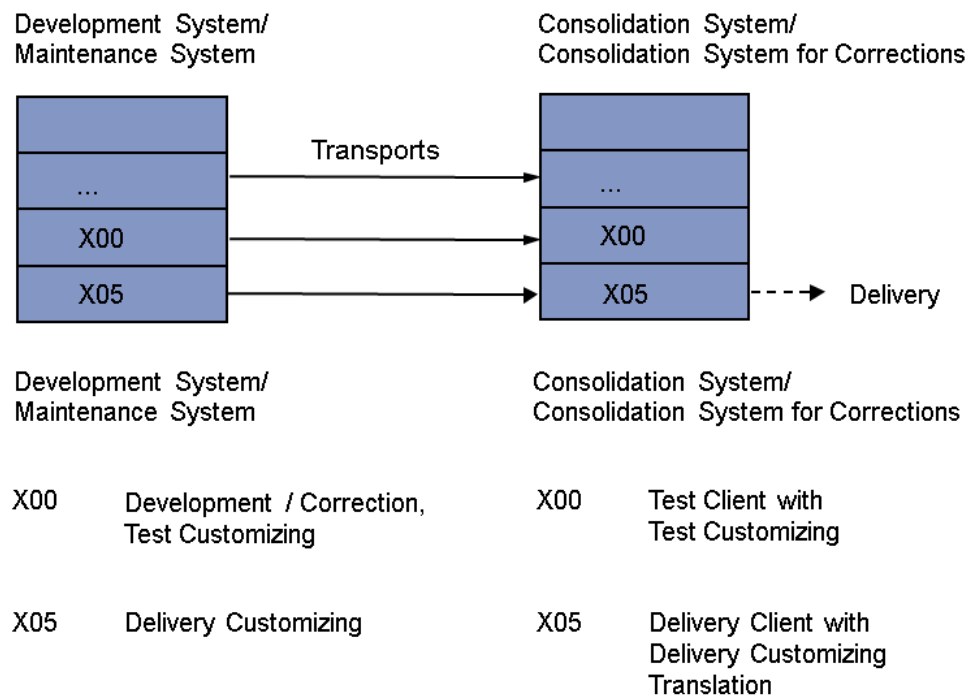 Development System/
Maintenance System
Consolidation System/
Consolidation System for Corrections
Transports
...
...
X00
X00
X05
X05
Delivery
Development System/
Maintenance System
Consolidation System/
Consolidation System for Corrections
X00
Development / Correction,
Test Customizing
X00
Test Client with
Test Customizing
X05
Delivery Customizing
X05
Delivery Client with
Delivery Customizing
Translation